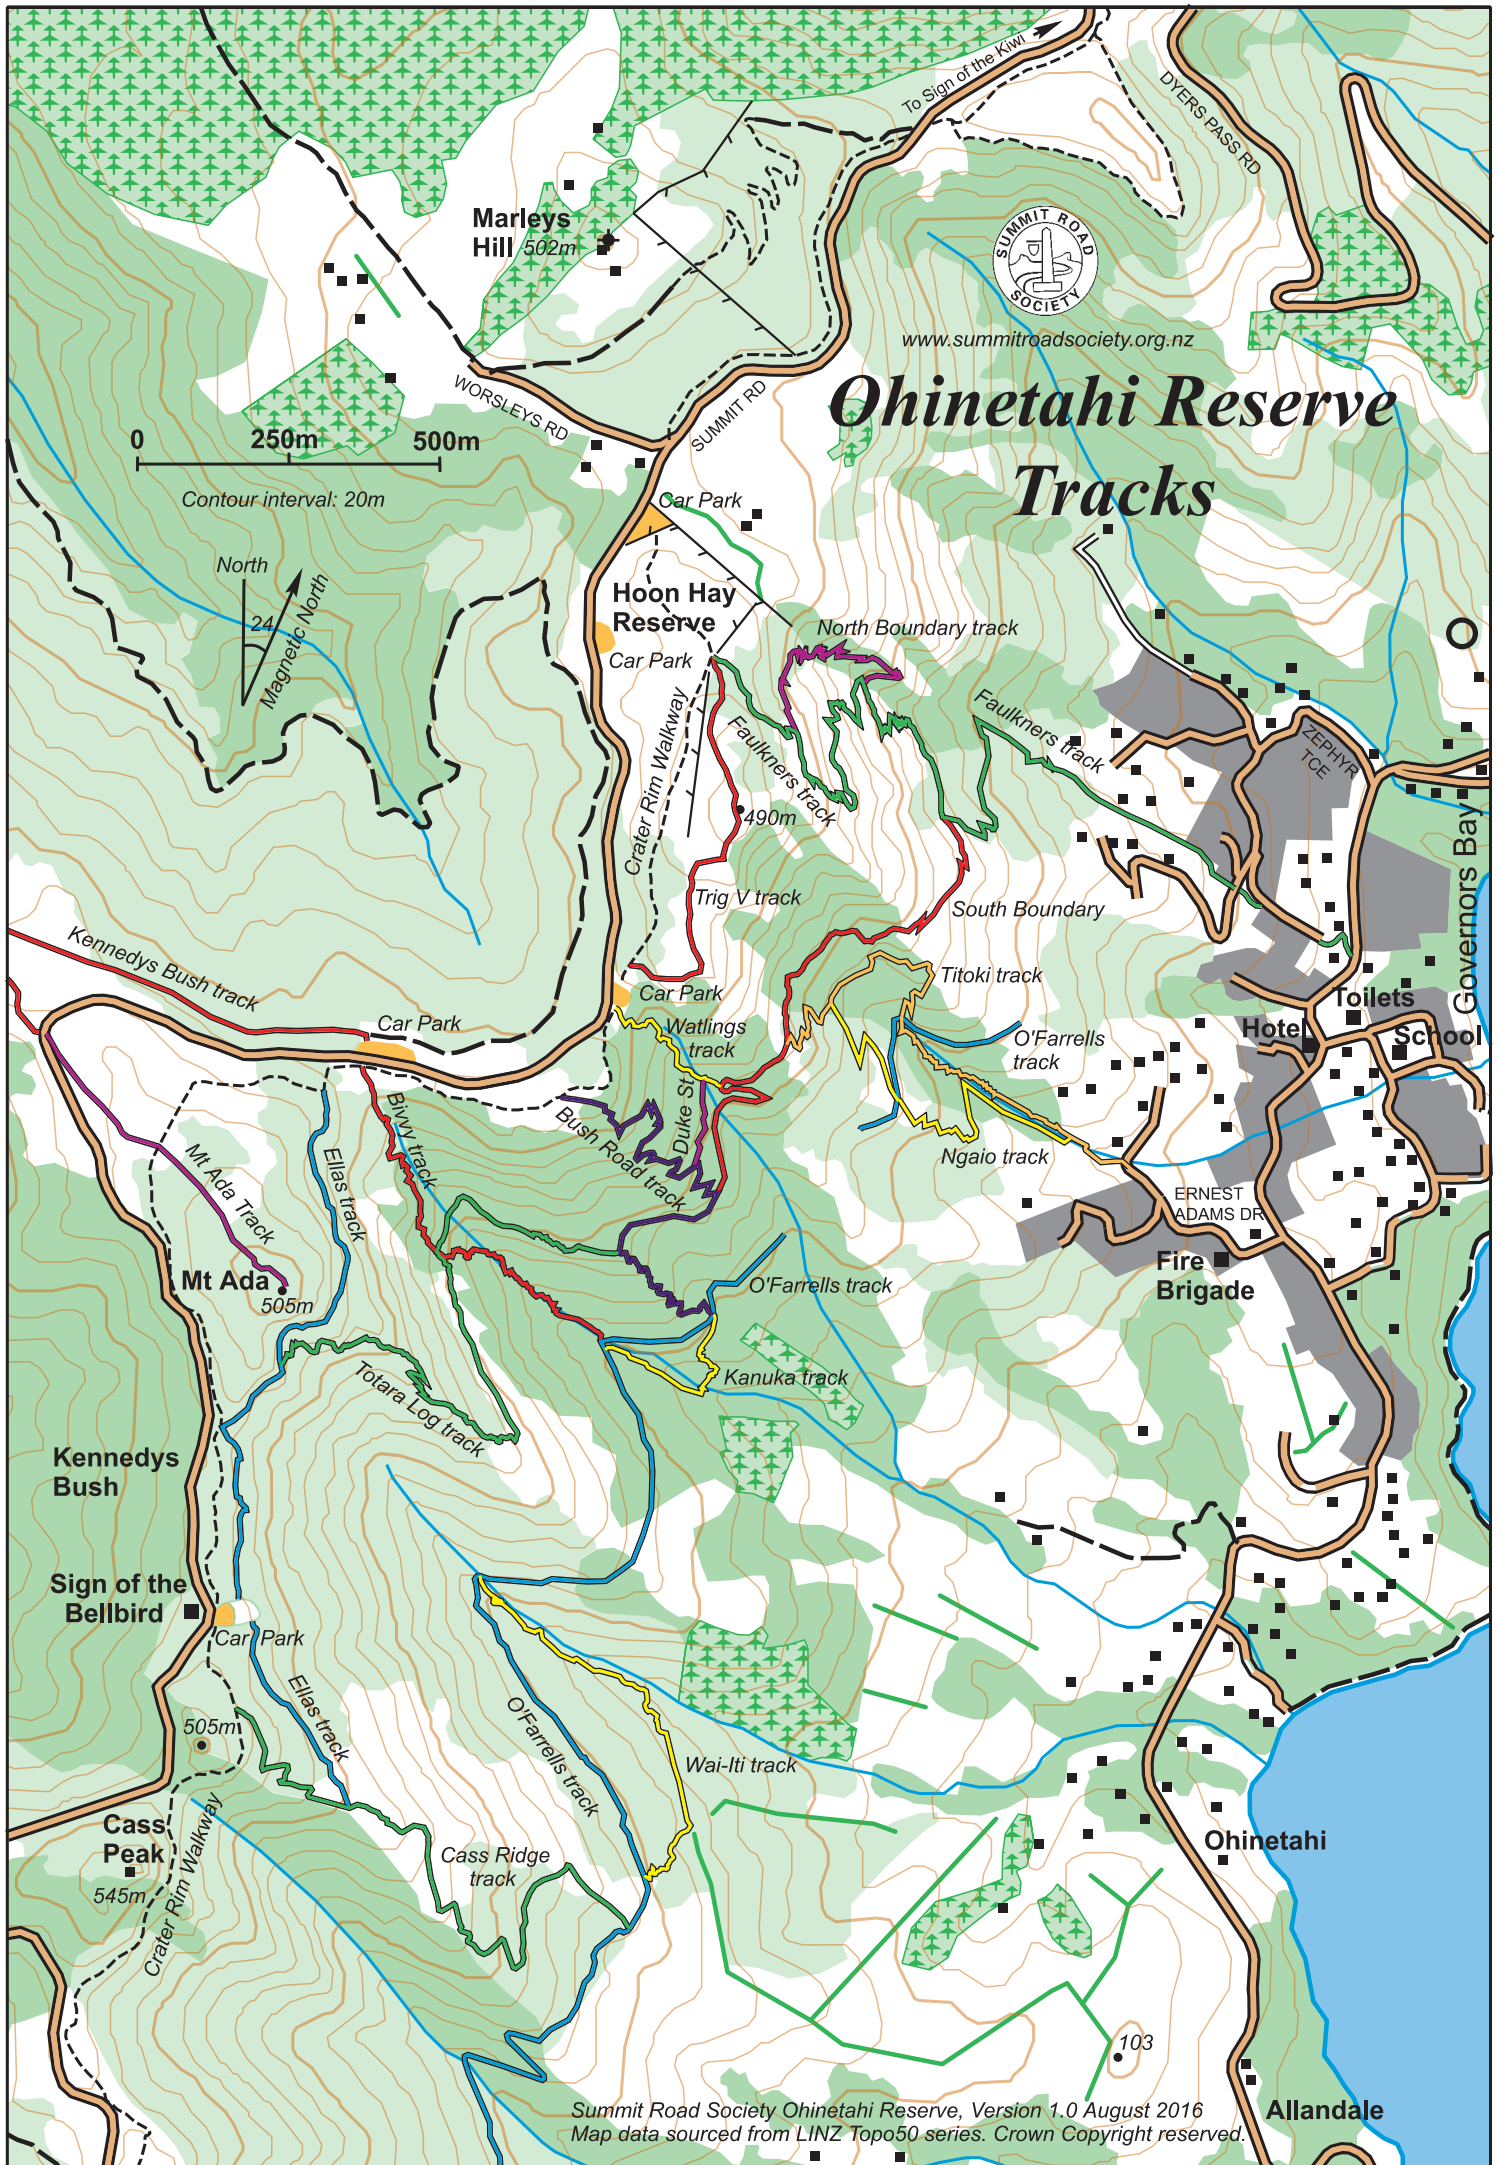 To Sign of the Kiwi
DYERS PASS RD
Marleys
Hill 502m
SUMMIT ROAD
SOCIETY
www.summitroadsociety.org.nz
Ohinetahi Reserve
Tracks
WORSLEYS RD
SUMMIT RD
0 250m 500m
Contour interval: 20m
Car Park
North
24
Magnetic North
Hoon Hay
Reserve
Car Park
North Boundary track
Crater Rim Walkway
Faulkners track
Faulkners track
ZEPHYR
TCE
490m
Governors Bay
Trig V track
South Boundary
Kennedys Bush track
Titoki track
Car Park
Car Park
Toilets
Hotel
School
Watlings
track
O'Farrells
track
Bivvy track
Duke St
Bush Road track
Ellas track
Mt Ada Track
Ngaio track
ERNEST
ADAMS DR
Fire
Brigade
Mt Ada
505m
O'Farrells track
Totara Log track
Kanuka track
Kennedys
Bush
Sign of the
Bellbird
Car Park
Ellas track
O'Farrells track
505m
Wai-Iti track
Cass
Peak
545m
Crater Rim Walkway
Cass Ridge
track
Ohinetahi
103
Allandale
Summit Road Society Ohinetahi Reserve, Version 1.0 August 2016
Map data sourced from LINZ Topo50 series. Crown Copyright reserved.